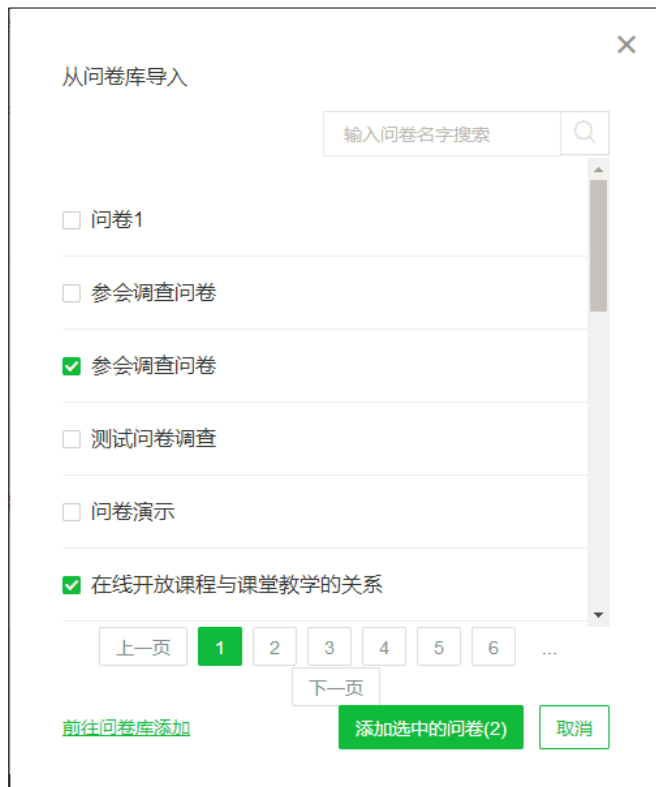 从问卷库导入
输入问卷名字搜索
问卷1
参会调查问卷
参会调查问卷
测试问卷调查
问卷演示
在线开放课程与课堂教学的关系
上一页 1 2 3 4 5 6 ...
下一页
前往问卷库添加 添加选中的问卷(2) 取消